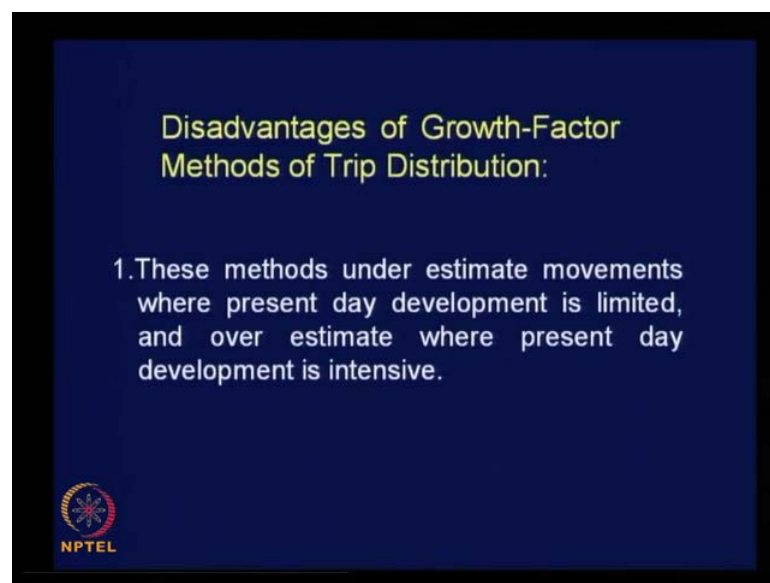 Disadvantages of Growth-Factor
Methods of Trip Distribution:
1.These methods under estimate movements
where present day development is limited,
and over estimate where present day
development is intensive.
NPTEL